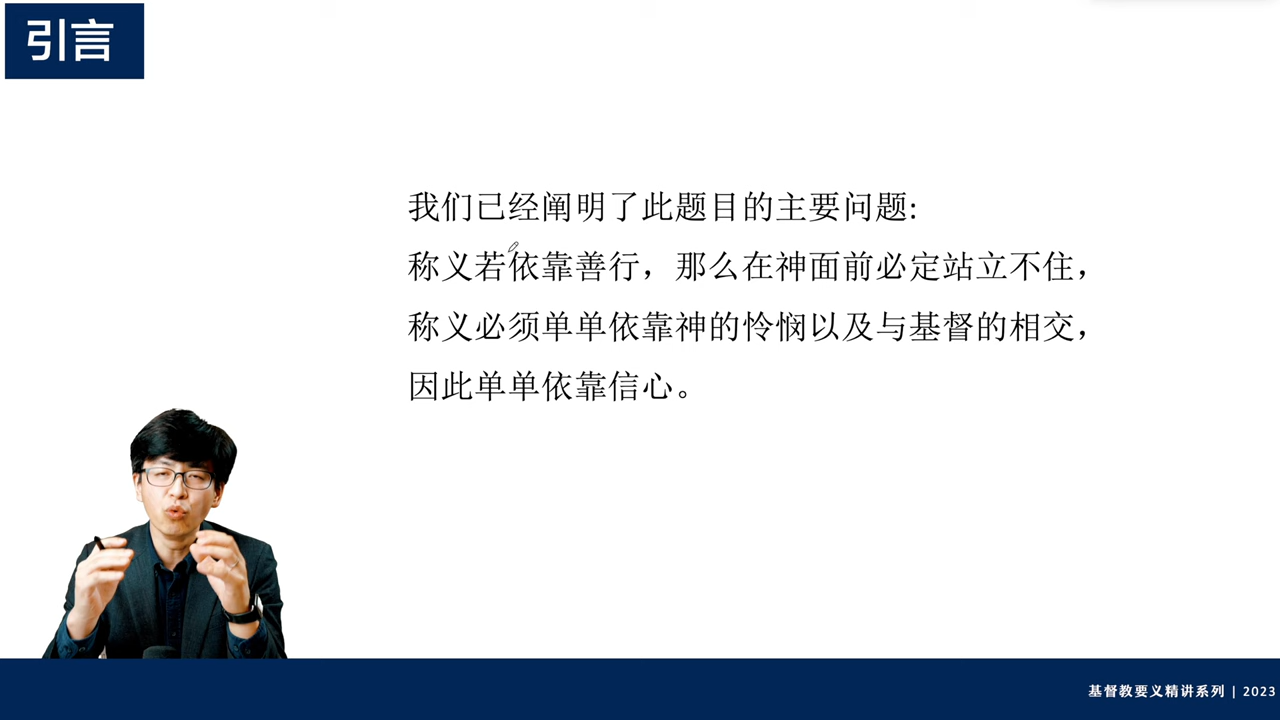 引言
我们已经阐明了此题目的主要问题:
称义若依靠善行，那么在神面前必定站立不住，
称义必须单单依靠神的怜悯以及与基督的相交，
因此单单依靠信心。
基督教要义精讲系列 | 2023